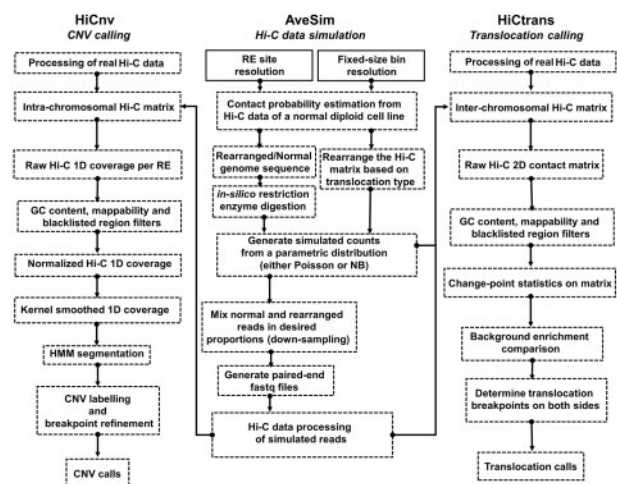 HiCnv
CNV calling
Processing of real Hi-C data
Intra-chromosomal Hi-C matrix
Raw Hi-C 1D coverage per RE
GC content, mappability and
blacklisted region filters
Normalized Hi-C 1D coverage
Kernel smoothed 1D coverage
HMM segmentation
CNV labelling
and
breakpoint refinement
CNV calls
AveSim
Hi-C data simulation
RE site
resolution
Fixed-size bin
resolution
Contact probability estimation from
Hi-C data of a normal diploid cell line
Rearranged/Normal
genome sequence
Rearrange the Hi-C
matrix based on
translocation type
in-silico restriction
enzyme digestion
Generate simulated counts
from a parametric distribution
(either Poisson or NB)
Mix normal and rearranged
reads in desired
proportions (down-sampling)
Generate paired-end
fastq files
Hi-C data processing
of simulated reads
HiCtrans
Translocation calling
Processing of real Hi-C data
Inter-chromosomal Hi-C matrix
Raw Hi-C 2D contact matrix
GC content, mappability and
blacklisted region filters
Change-point statistics on matrix
Background enrichment
comparison
Determine translocation
breakpoints on both sides
Translocation calls